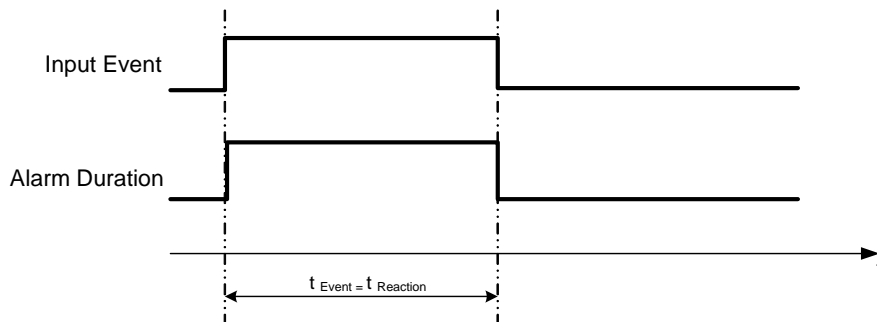 Input Event
Alarm Duration
t Event = t Reaction